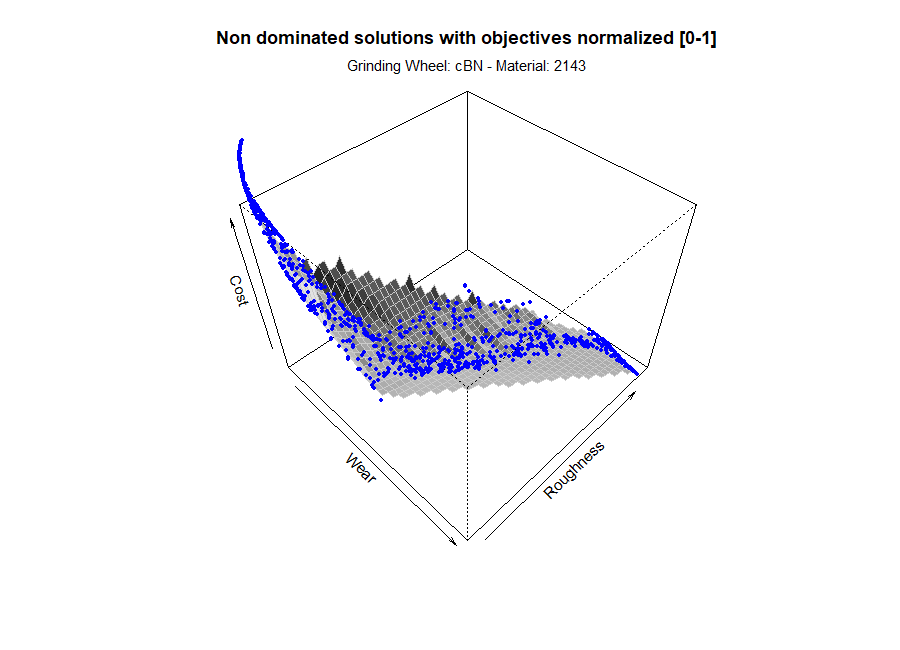 Non dominated solutions with objectives normalized [0-1]
Grinding Wheel: cBN - Material: 2143
Cost
Wear
Roughness